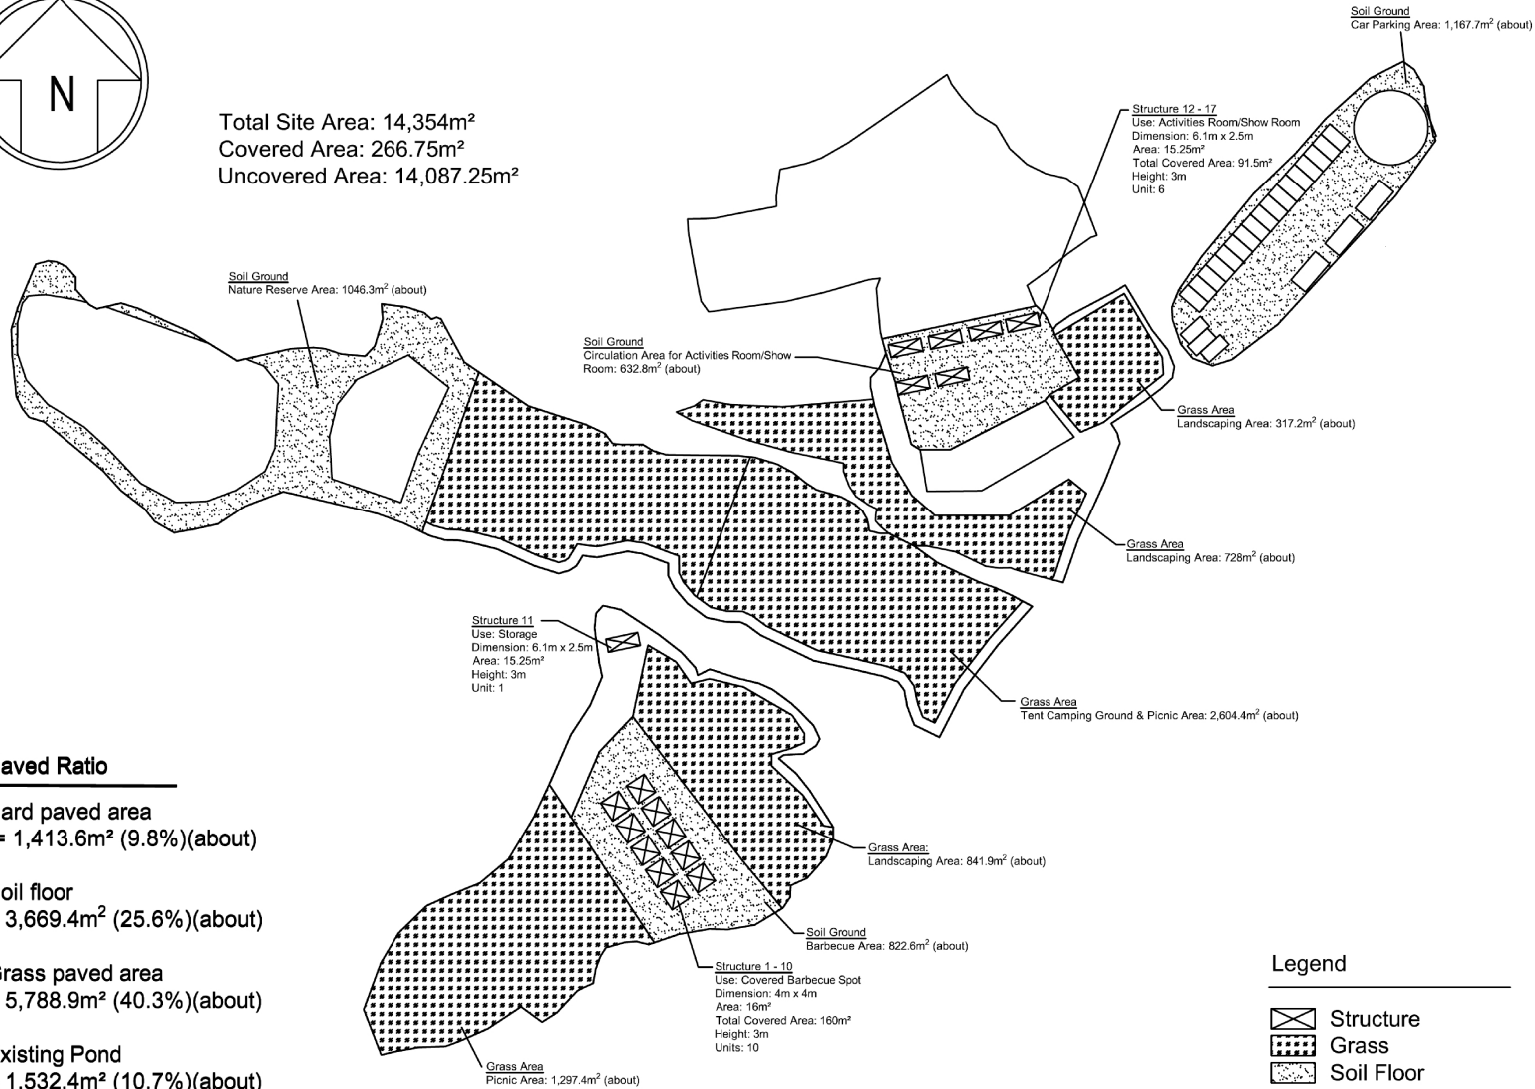 N
Total Site Area: 14,354m²
Covered Area: 266.75m²
Uncovered Area: 14,087.25m²
Soil Ground
Car Parking Area: 1,167.7m² (about)
Structure 12 - 17
Use: Activities Room/Show Room
Dimension: 6.1m x 2.5m
Area: 15.25m²
Total Covered Area: 91.5m²
Height: 3m
Unit: 6
Soil Ground
Nature Reserve Area: 1046.3m² (about)
Soil Ground
Circulation Area for Activities Room/Show
Room: 632.8m² (about)
Grass Area
Landscaping Area: 317.2m² (about)
Grass Area
Landscaping Area: 728m² (about)
Structure 11
Use: Storage
Dimension: 6.1m x 2.5m
Area: 15.25m²
Height: 3m
Unit: 1
Grass Area
Tent Camping Ground & Picnic Area: 2,604.4m² (about)
aved Ratio
ard paved area
= 1,413.6m² (9.8%)(about)
oil floor
3,669.4m² (25.6%)(about)
Grass paved area
5,788.9m² (40.3%)(about)
xisting Pond
1,532.4m² (10.7%)(about)
Grass Area:
Landscaping Area: 841.9m² (about)
Soil Ground
Barbecue Area: 822.6m² (about)
Structure 1 - 10
Use: Covered Barbecue Spot
Dimension: 4m x 4m
Area: 16m²
Total Covered Area: 160m²
Height: 3m
Units: 10
Grass Area
Picnic Area: 1,297.4m² (about)
Legend
Structure
Grass
Soil Floor